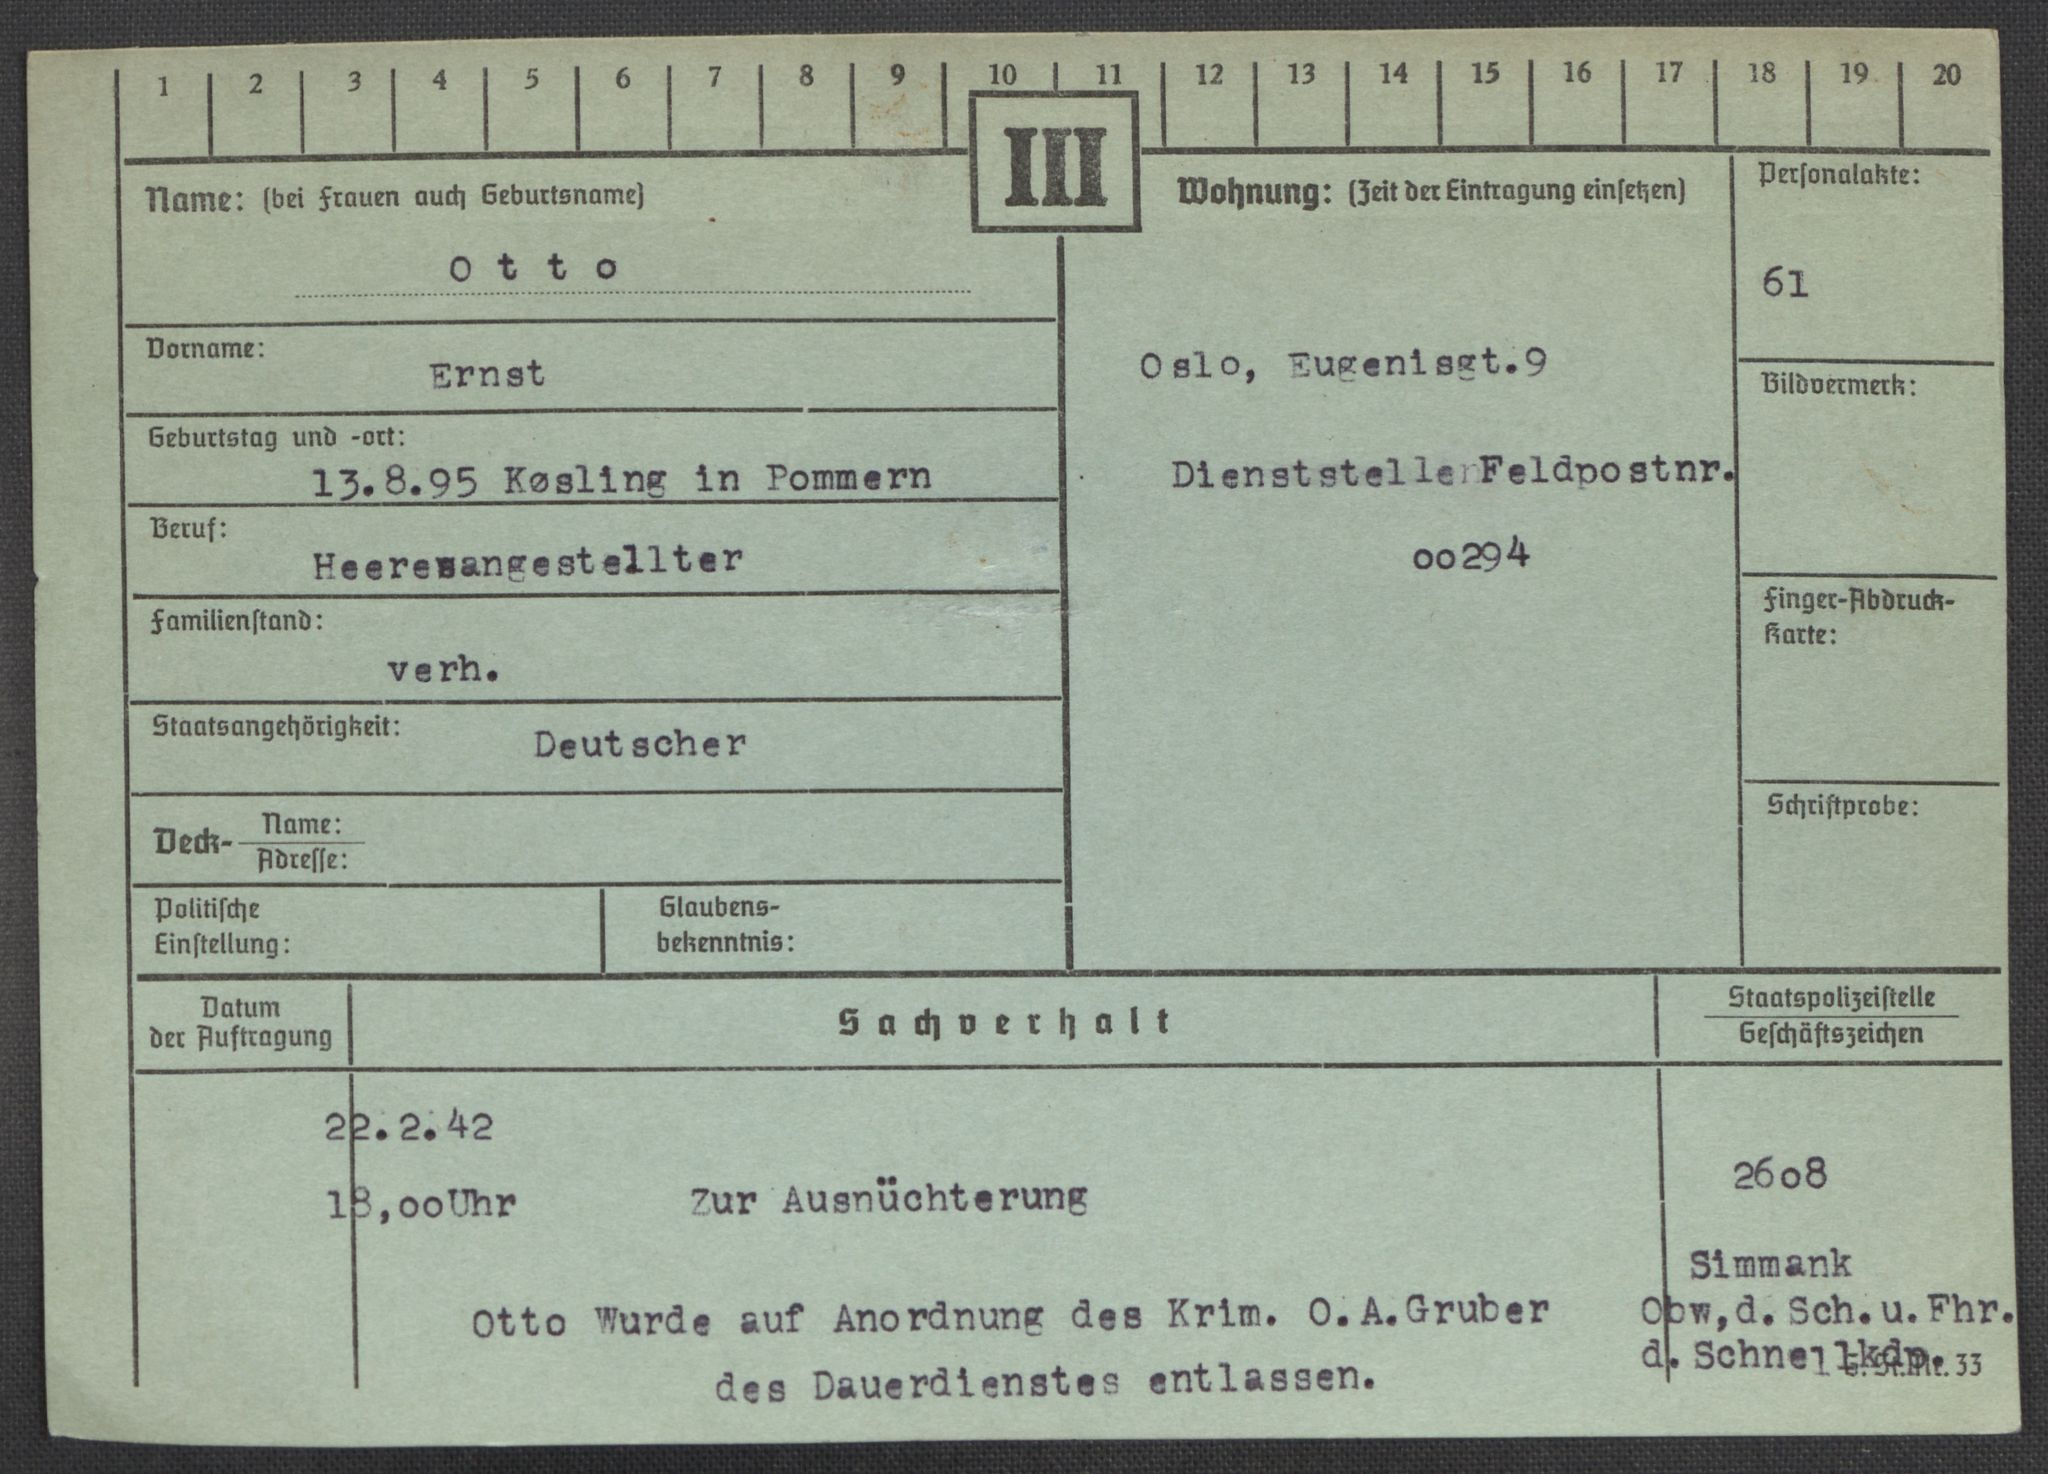 1 2 3 4 5 6 7 8 9 10 11 12 13 14 15 16 17 18 19 20
III
Name: (bei Frauen auch Geburtsname)
Otto
Vorname:
Ernst
Geburtstag und -ort:
13.8.95 Køsling in Pommern
Beruf:
Heeresangestellter
Familienstand:
verh.
Staatsangehörigkeit:
Deutscher
Deck- Name:
Adresse:
Politische
Einstellung:
Glaubens-
bekenntnis:
Wohnung: (Zeit der Eintragung einsetzen)
Oslo, Eugenisgt.9
Dienststelle Feldpostnr.
oo294
Personalakte:
61
Bildvermerk:
Finger-Abdruck-
Karte:
Schriftprobe:
Datum
der Auftragung
Sachverhalt
Staatspolizeistelle
Geschäftszeichen
22.2.42
2608
18,ooUhr Zur Ausnüchterung
Simmank
Otto Wurde auf Anordnung des Krim. O.A.Gruber
Obw,d. Sch.u.Fhr.
d. Schnellkdp.
des Dauerdienstes entlassen.
33